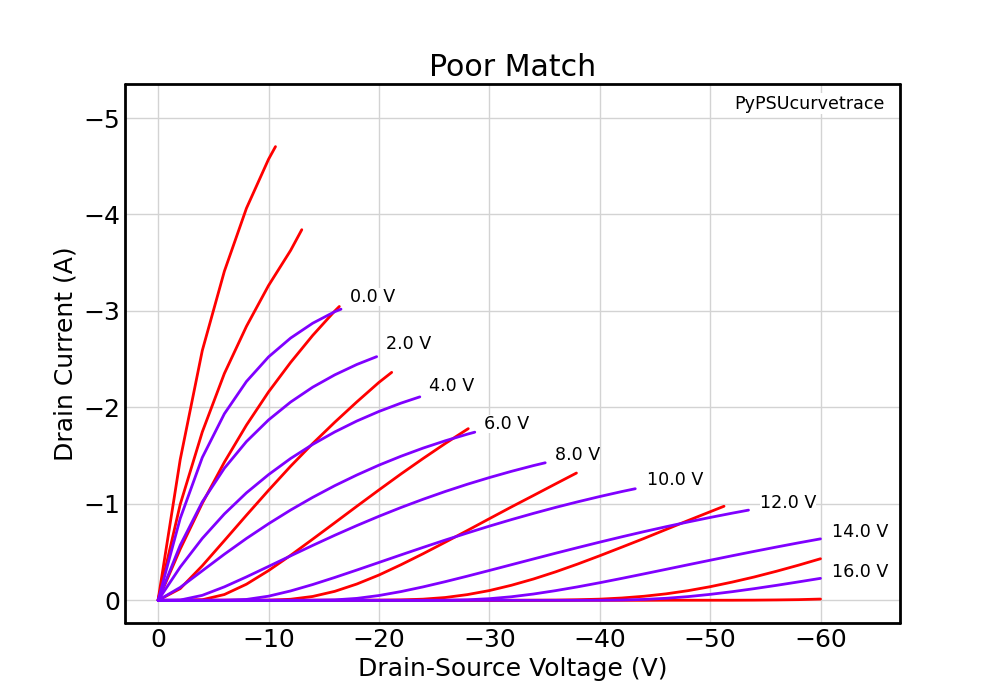 Poor Match
PyPSUcurvetrace
−5
−4
−3
−2
−1
0
Drain Current (A)
0.0 V
2.0 V
4.0 V
6.0 V
8.0 V
10.0 V
12.0 V
14.0 V
16.0 V
0 −10 −20 −30 −40 −50 −60
Drain-Source Voltage (V)